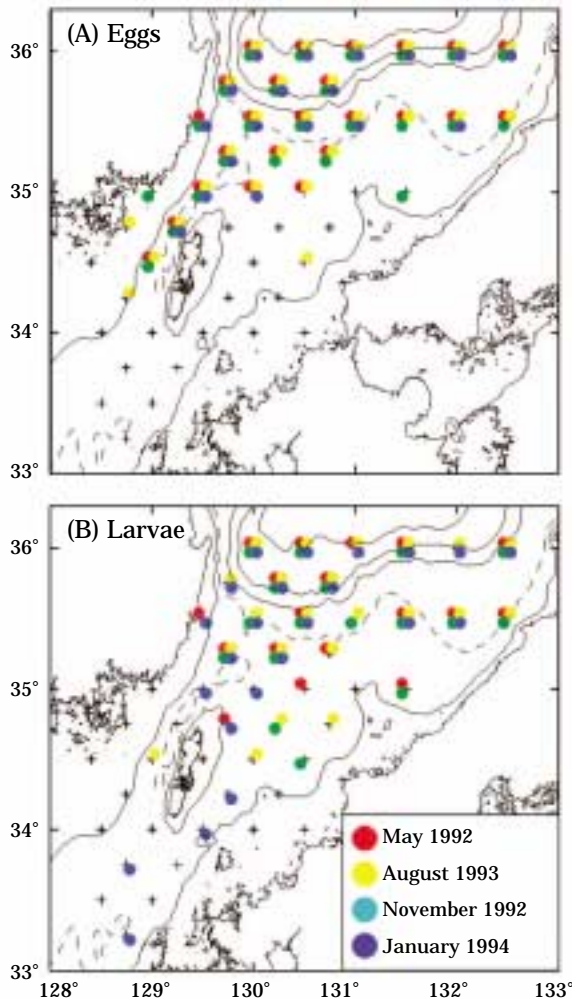 (A) Eggs
36°
35°
34°
33°
(B) Larvae
36°
35°
34°
33°
May 1992
August 1993
November 1992
January 1994
128° 129° 130° 131° 132° 133°